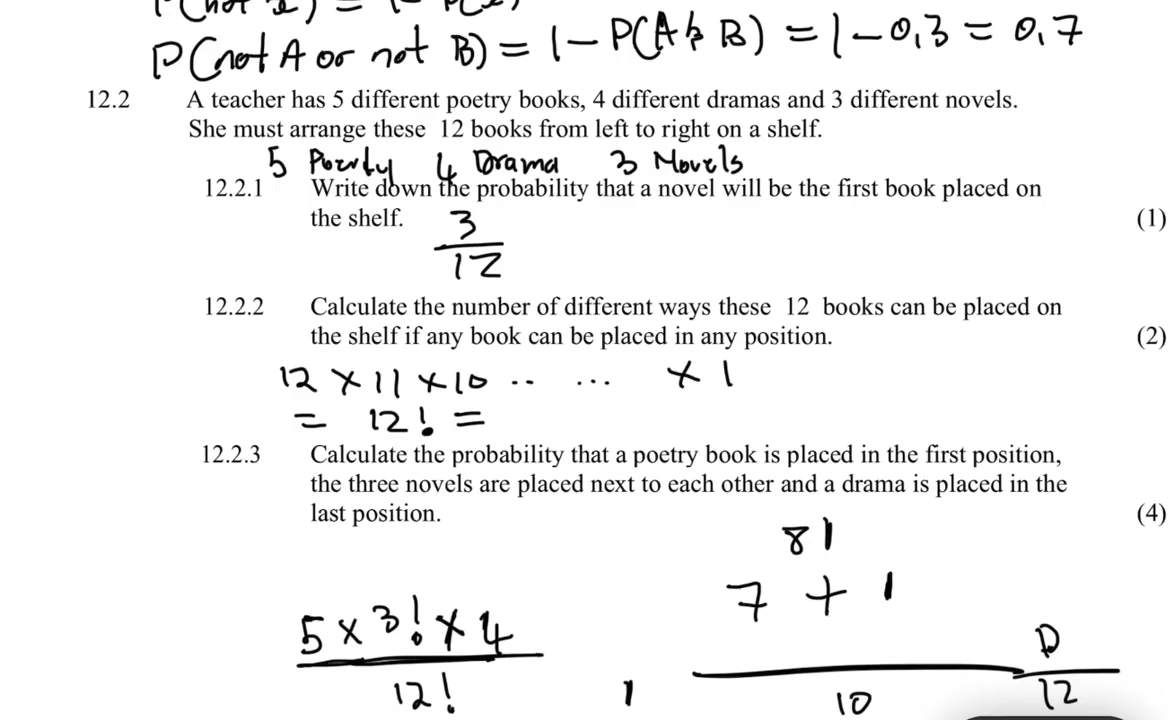 P(not A or not B) = 1 - P(A & B) = 1 - 0,3 = 0,7
12.2 A teacher has 5 different poetry books, 4 different dramas and 3 different novels.
She must arrange these 12 books from left to right on a shelf.
5 Poerty 4 Drama 3 Novels
12.2.1 Write down the probability that a novel will be the first book placed on
the shelf. (1)
3
12
12.2.2 Calculate the number of different ways these 12 books can be placed on
the shelf if any book can be placed in any position. (2)
12 × 11 × 10 .. ... × 1
= 12! =
12.2.3 Calculate the probability that a poetry book is placed in the first position,
the three novels are placed next to each other and a drama is placed in the
last position. (4)
8!
7 + 1
5 × 3! × 4
D
12!
10
12